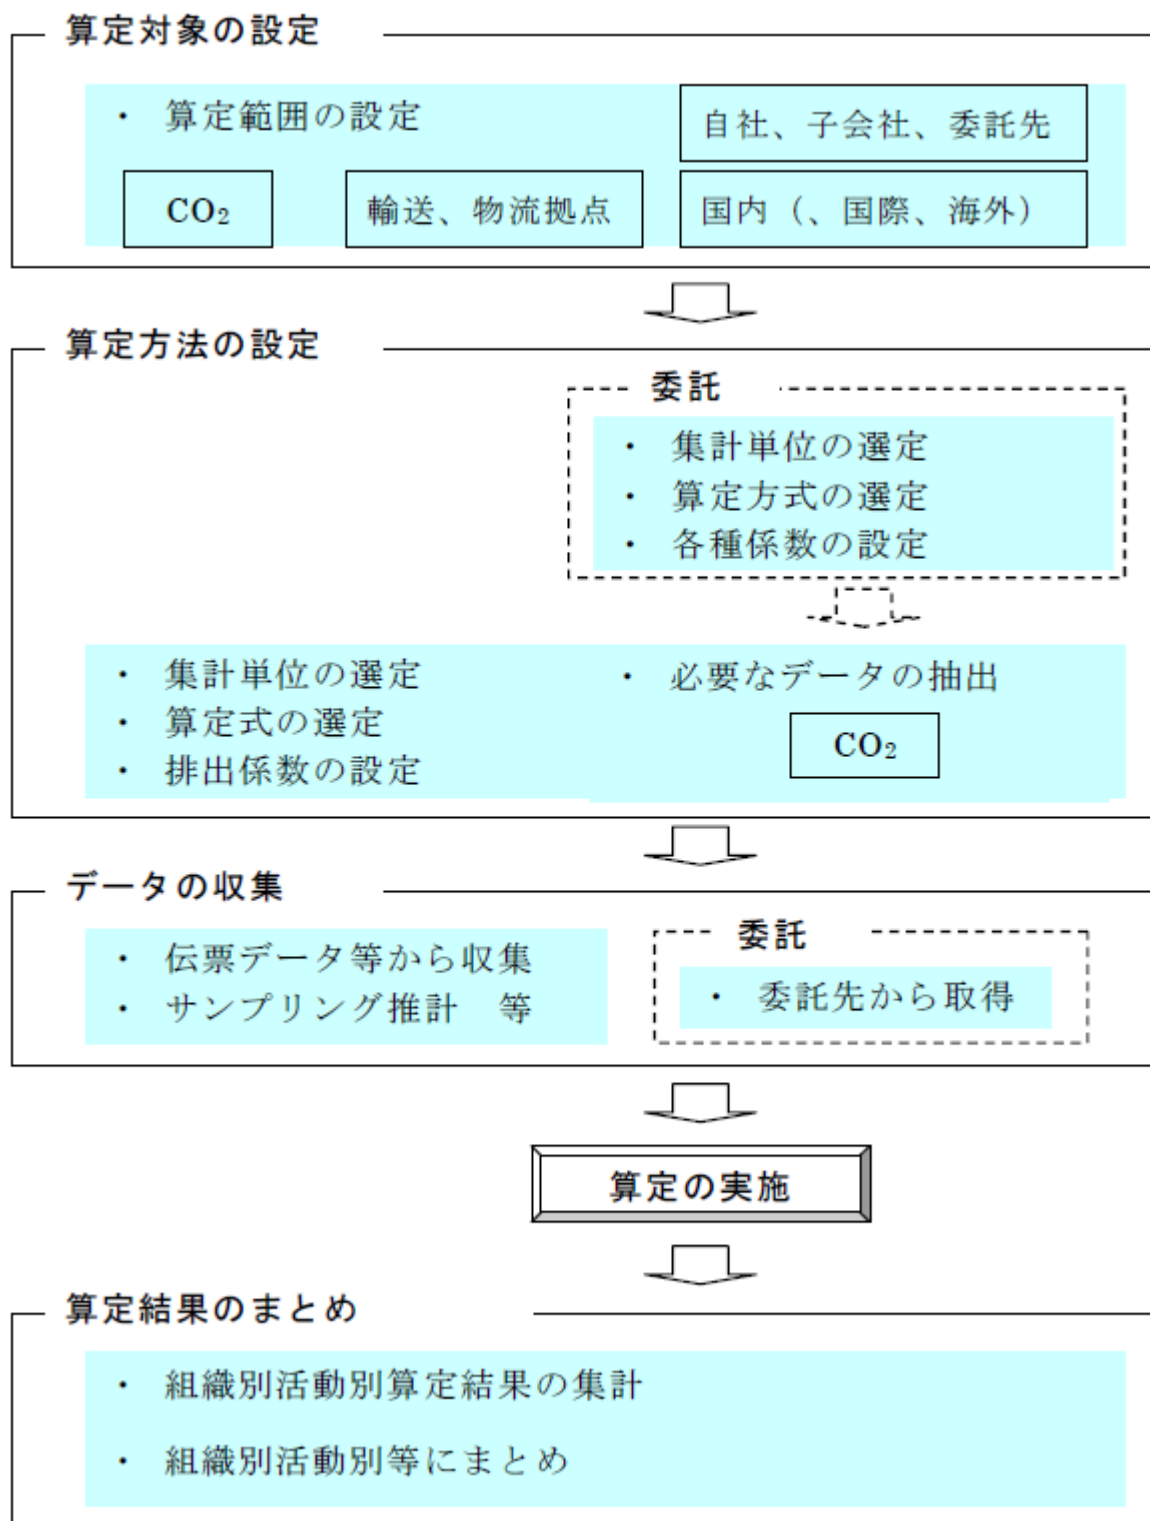 算定対象の設定
・ 算定範囲の設定
自社、子会社、委託先
CO₂
輸送、物流拠点
国内（、国際、海外）
算定方法の設定
委託
・ 集計単位の選定
・ 算定方式の選定
・ 各種係数の設定
・ 集計単位の選定
・ 算定式の選定
・ 排出係数の設定
・ 必要なデータの抽出
CO₂
データの収集
・ 伝票データ等から収集
・ サンプリング推計　等
委託
・ 委託先から取得
算定の実施
算定結果のまとめ
・ 組織別活動別算定結果の集計
・ 組織別活動別等にまとめ